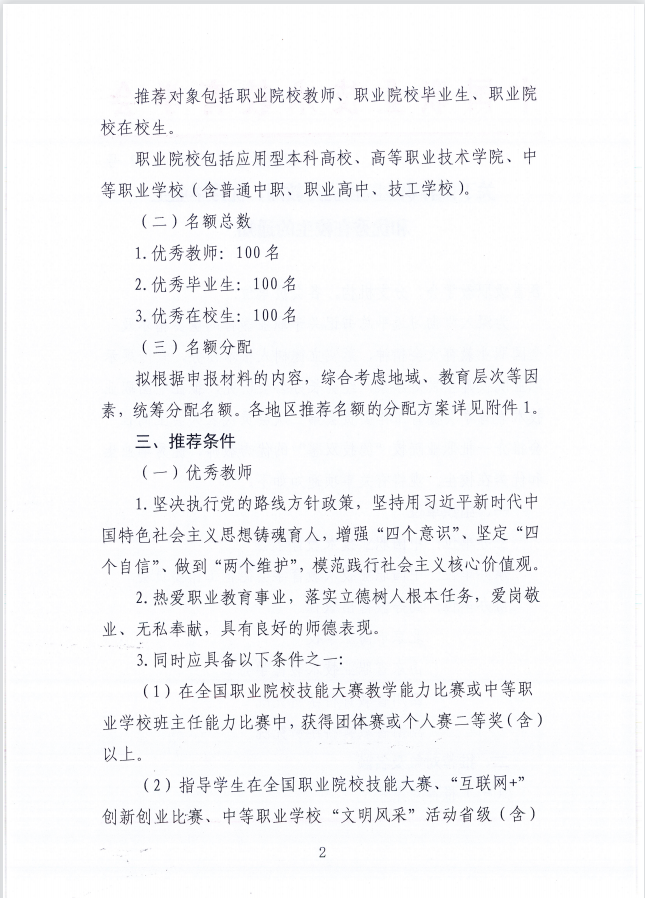 推荐对象包括职业院校教师、职业院校毕业生、职业院
校在校生。
职业院校包括应用型本科高校、高等职业技术学院、中
等职业学校（含普通中职、职业高中、技工学校）。
（二）名额总数
1.优秀教师：100名
2.优秀毕业生：100名
3.优秀在校生：100名
（三）名额分配
拟根据申报材料的内容，综合考虑地域、教育层次等因
素，统筹分配名额。各地区推荐名额的分配方案详见附件1。
三、推荐条件
（一）优秀教师
1.坚决执行党的路线方针政策，坚持用习近平新时代中
国特色社会主义思想铸魂育人，增强“四个意识”、坚定“四
个自信”、做到“两个维护”，模范践行社会主义核心价值观。
2.热爱职业教育事业，落实立德树人根本任务，爱岗敬
业、无私奉献，具有良好的师德表现。
3.同时应具备以下条件之一：
（1）在全国职业院校技能大赛教学能力比赛或中等职
业学校班主任能力比赛中，获得团体赛或个人赛二等奖（含）
以上。
（2）指导学生在全国职业院校技能大赛、“互联网+”
创新创业比赛、中等职业学校“文明风采”活动省级（含）
2